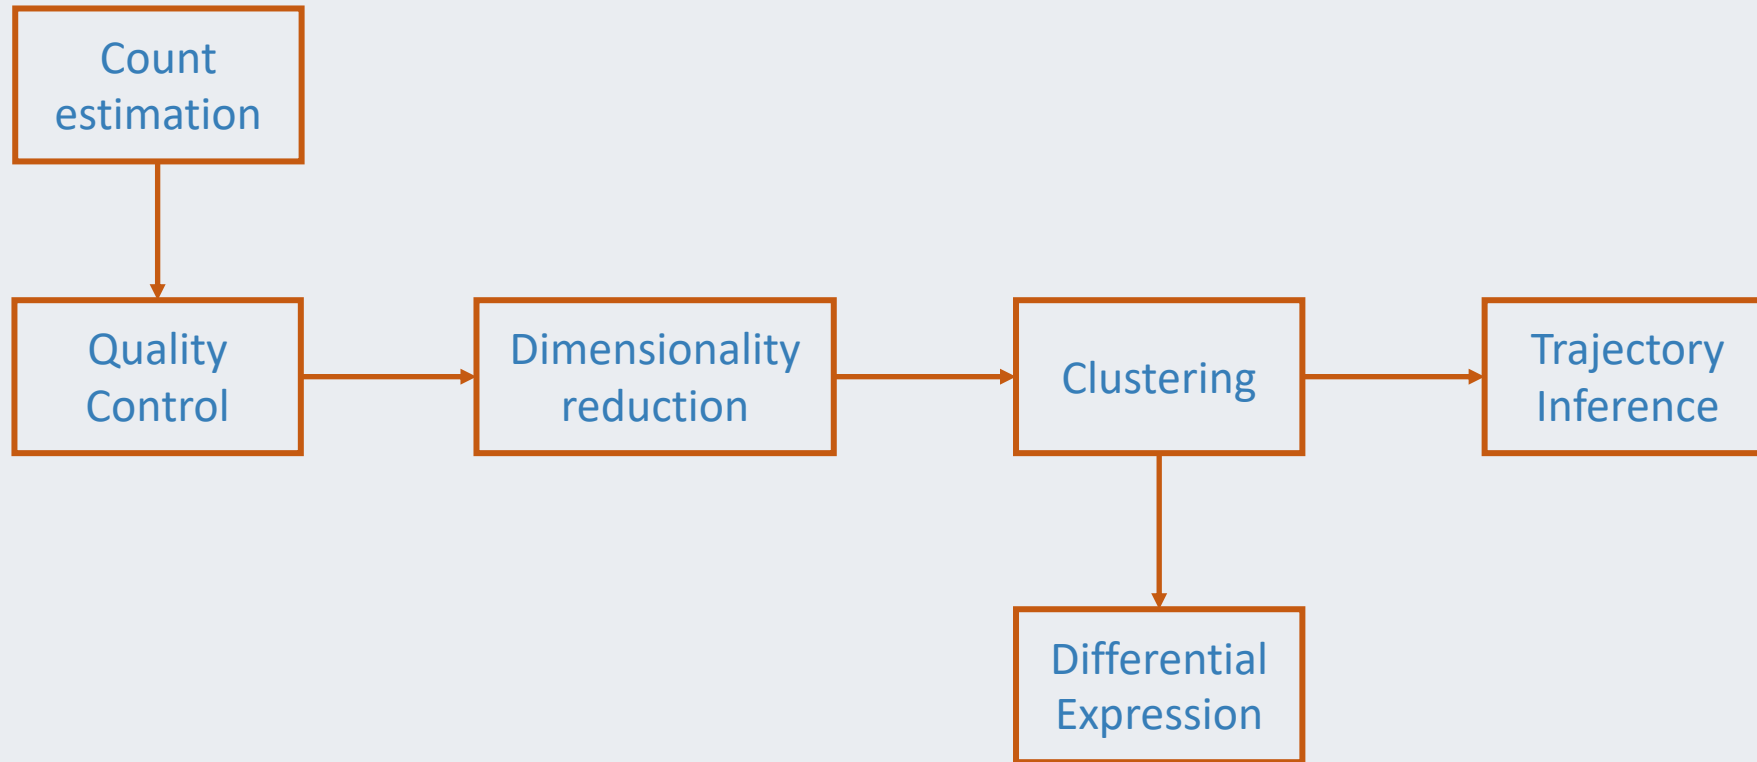 Count
estimation
Quality
Control
Dimensionality
reduction
Clustering
Trajectory
Inference
Differential
Expression